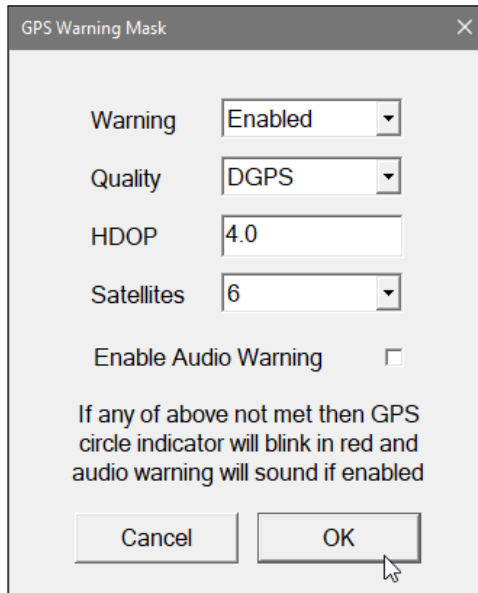 GPS Warning Mask
Warning Enabled
Quality DGPS
HDOP 4.0
Satellites 6
Enable Audio Warning
If any of above not met then GPS
circle indicator will blink in red and
audio warning will sound if enabled
Cancel OK